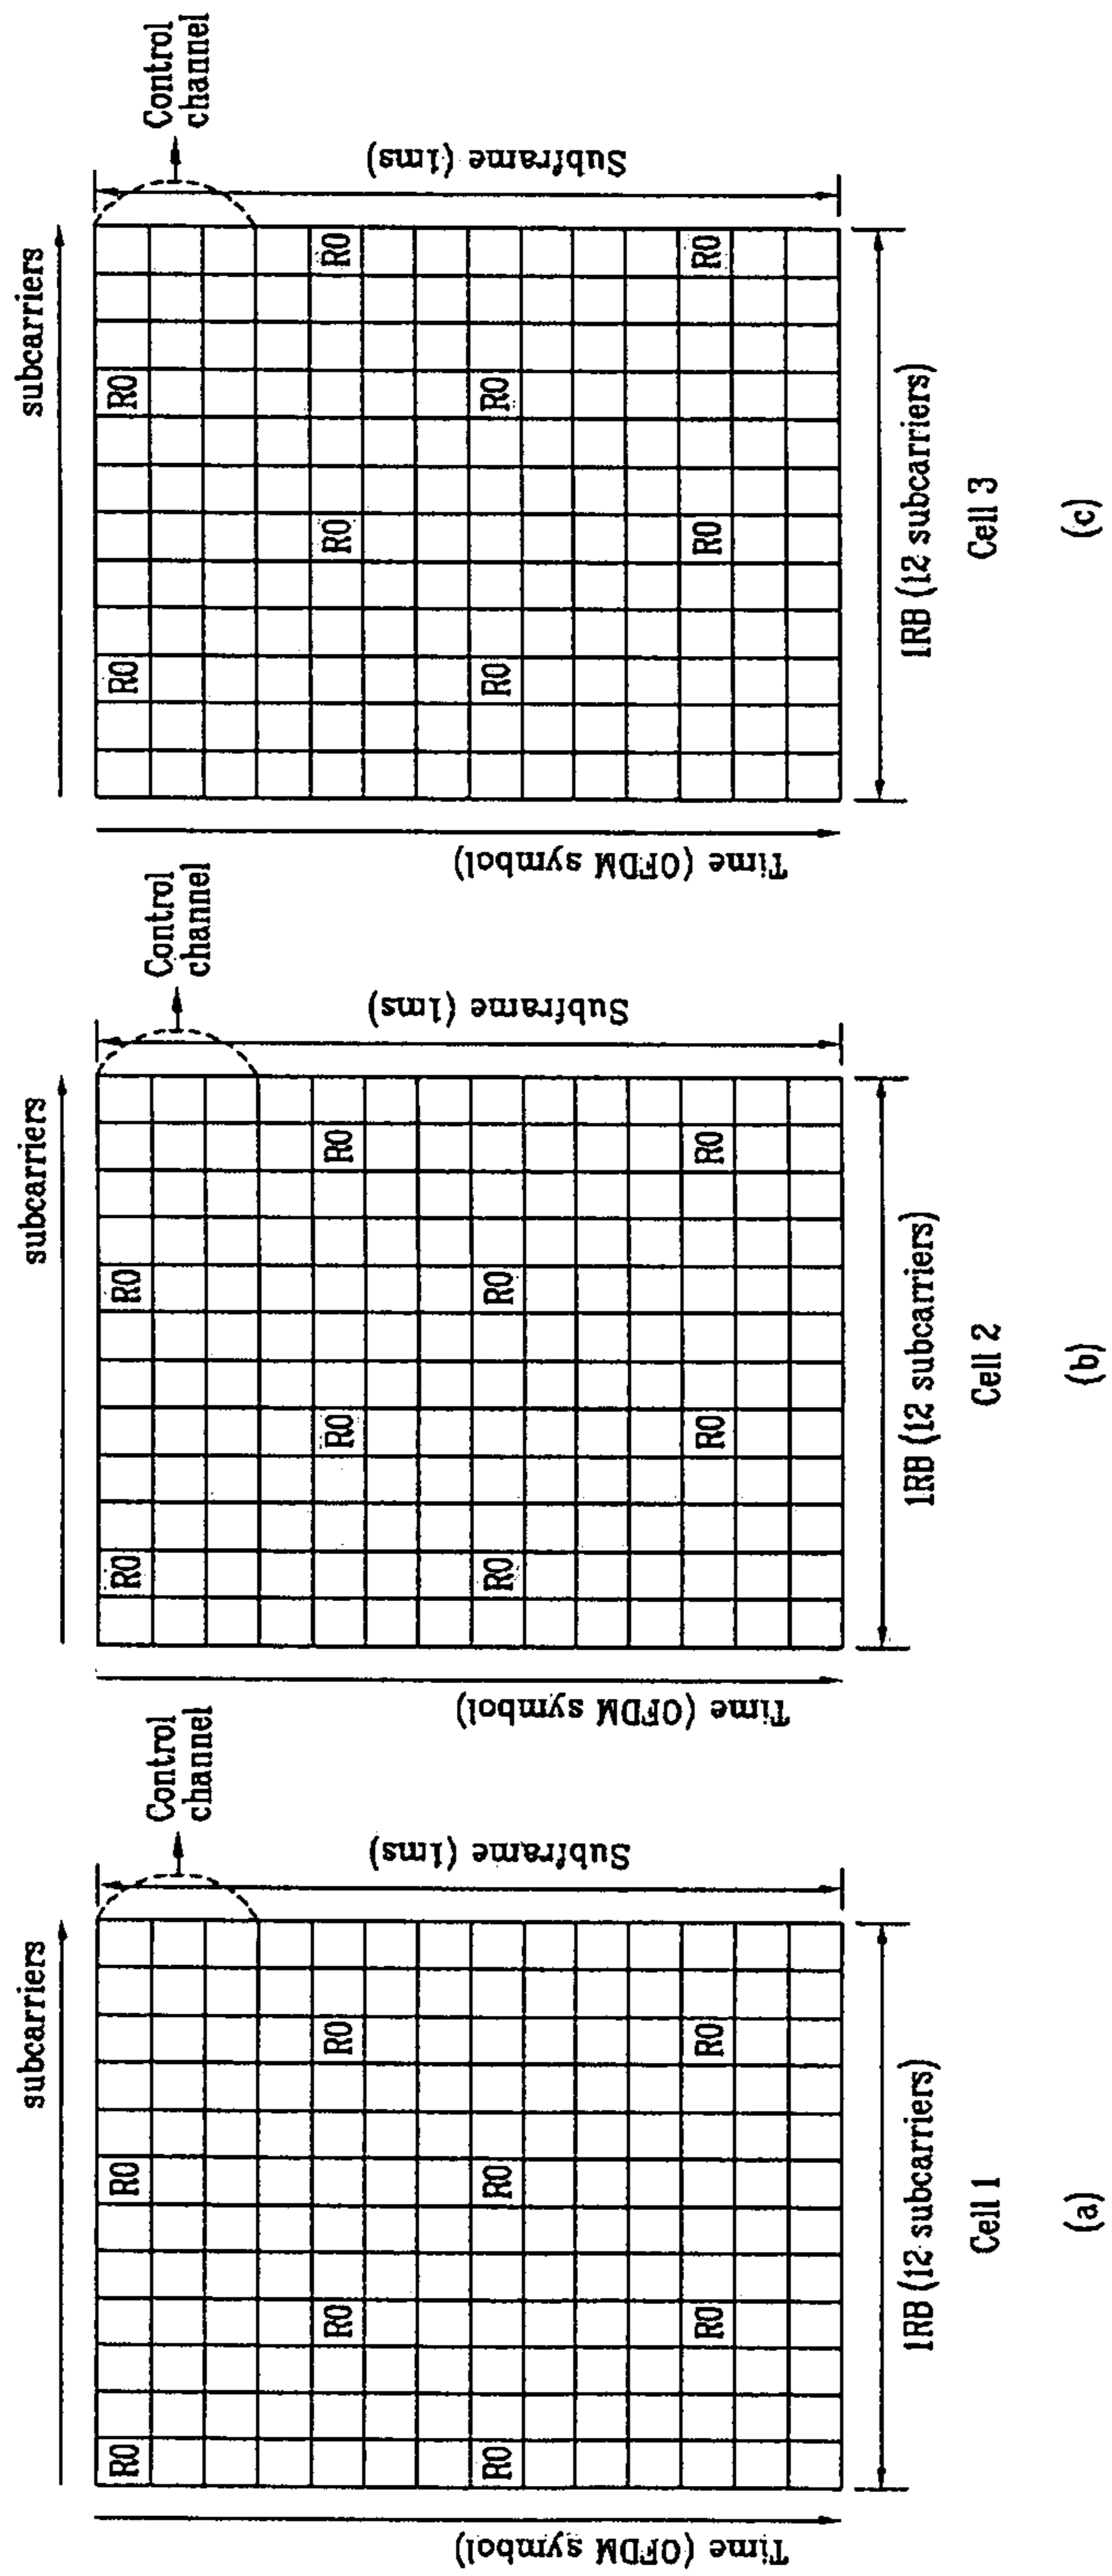 subcarriers
Control
channel
R0 R0
R0 R0
R0 R0
R0 R0
Time (OFDM symbol)
Subframe (1ms)
1RB (12 subcarriers)
Cell 1
(a)
subcarriers
Control
channel
R0 R0
R0 R0
R0 R0
R0 R0
Time (OFDM symbol)
Subframe (1ms)
1RB (12 subcarriers)
Cell 2
(b)
subcarriers
Control
channel
R0 R0
R0 R0
R0 R0
R0 R0
Time (OFDM symbol)
Subframe (1ms)
1RB (12 subcarriers)
Cell 3
(c)